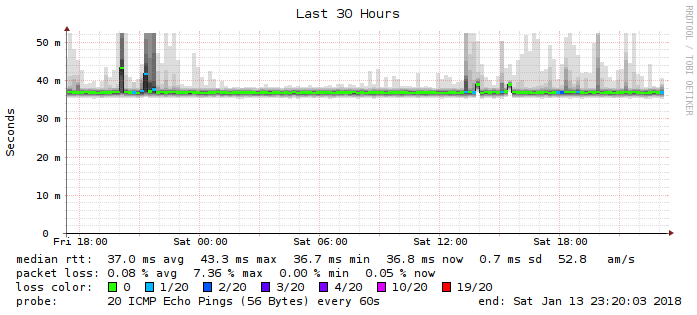 Last 30 Hours
RRDTOOL / TOBI OETIKER
Seconds
50 m
40 m
30 m
20 m
10 m
0
Fri 18:00 Sat 00:00 Sat 06:00 Sat 12:00 Sat 18:00
median rtt: 37.0 ms avg 43.3 ms max 36.7 ms min 36.8 ms now 0.7 ms sd 52.8 am/s
packet loss: 0.08 % avg 7.36 % max 0.00 % min 0.05 % now
loss color: 0 1/20 2/20 3/20 4/20 10/20 19/20
probe: 20 ICMP Echo Pings (56 Bytes) every 60s end: Sat Jan 13 23:20:03 2018